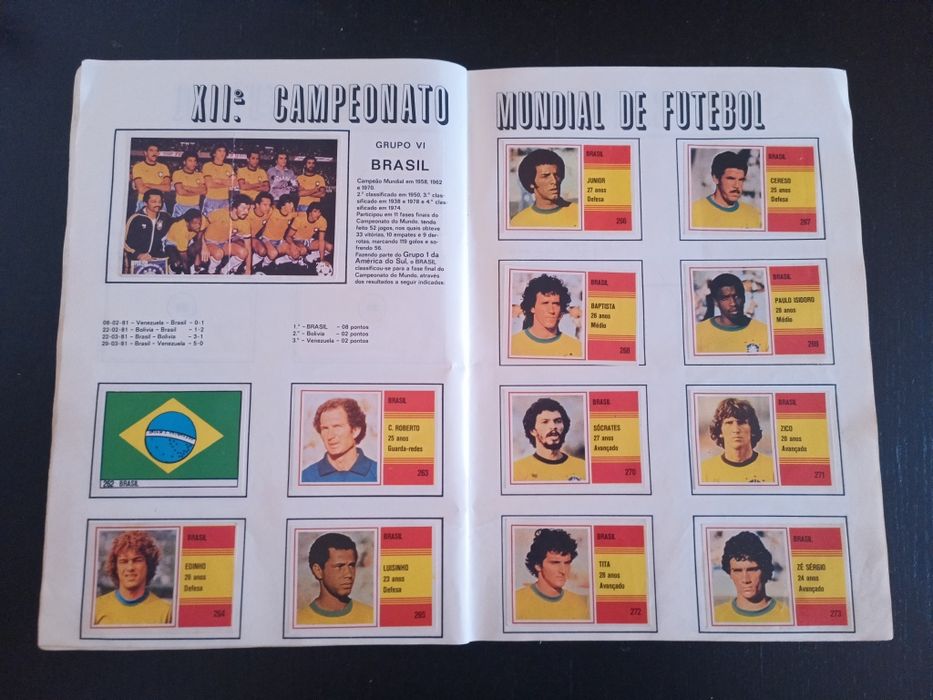 XIIº CAMPEONATO MUNDIAL DE FUTEBOL
GRUPO VI
BRASIL
Campeão Mundial em 1958, 1962
e 1970.
2.º classificado em 1950, 3.º clas-
sificado em 1938 e 1978 e 4.º clas-
sificado em 1974.
Participou em 11 fases finais do
Campeonato do Mundo, tendo
feito 52 jogos, nos quais obteve
33 vitórias, 10 empates e 9 der-
rotas, marcando 119 golos e so-
frendo 56.
Fazendo parte do Grupo 1 da
América do Sul, o BRASIL
classificou-se para a fase final do
Campeonato do Mundo, através
dos resultados a seguir indicados:
08-02-81 - Venezuela - Brasil - 0-1
22-02-81 - Bolívia - Brasil - 1-2
22-03-81 - Brasil - Bolívia - 3-1
29-03-81 - Brasil - Venezuela - 5-0
1.º - BRASIL - 08 pontos
2.º - Bolívia - 02 pontos
3.º - Venezuela - 02 pontos
262 BRASIL
BRASIL
C. ROBERTO
25 anos
Guarda-redes
263
BRASIL
EDINHO
26 anos
Defesa
264
BRASIL
LUISINHO
23 anos
Defesa
265
BRASIL
JUNIOR
27 anos
Defesa
266
BRASIL
CEREZO
25 anos
Defesa
267
BRASIL
BAPTISTA
26 anos
Médio
268
BRASIL
PAULO ISIDORO
26 anos
Médio
269
BRASIL
SÓCRATES
27 anos
Avançado
270
BRASIL
ZICO
28 anos
Avançado
271
BRASIL
TITA
28 anos
Avançado
272
BRASIL
ZÉ SÉRGIO
24 anos
Avançado
273